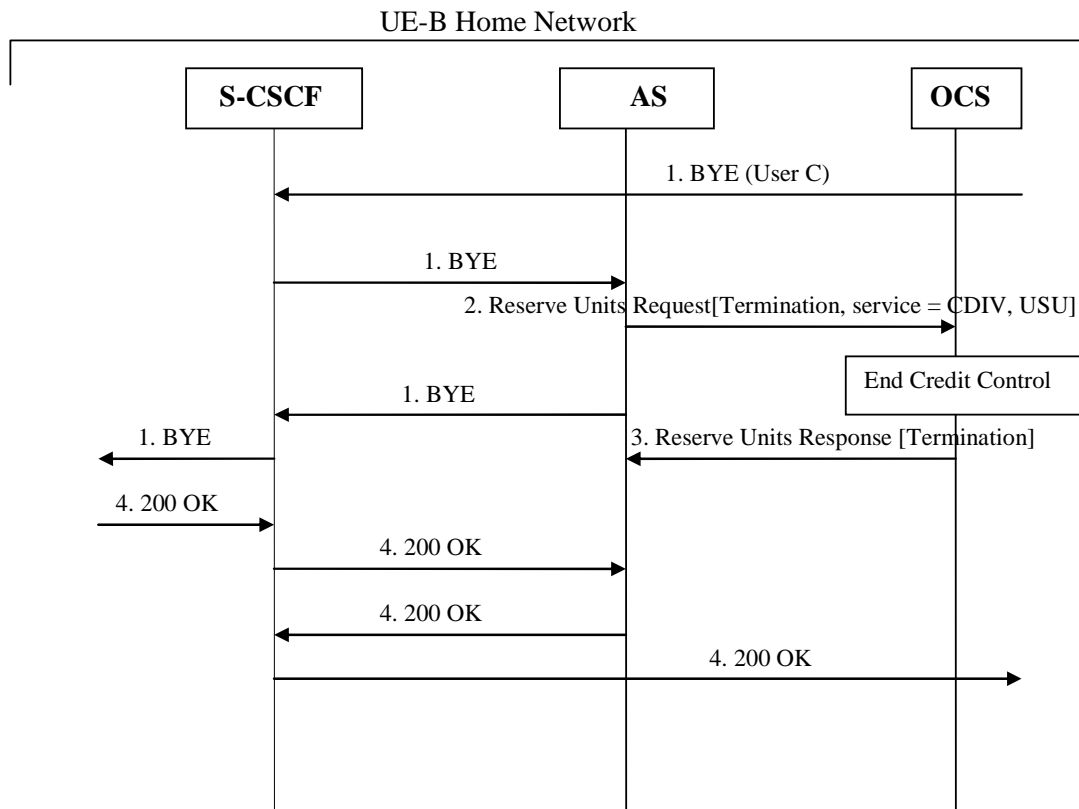 UE-B Home Network
S-CSCF
AS
OCS
1. BYE (User C)
1. BYE
2. Reserve Units Request[Termination, service = CDIV, USU]
End Credit Control
1. BYE
1. BYE
3. Reserve Units Response [Termination]
4. 200 OK
4. 200 OK
4. 200 OK
4. 200 OK